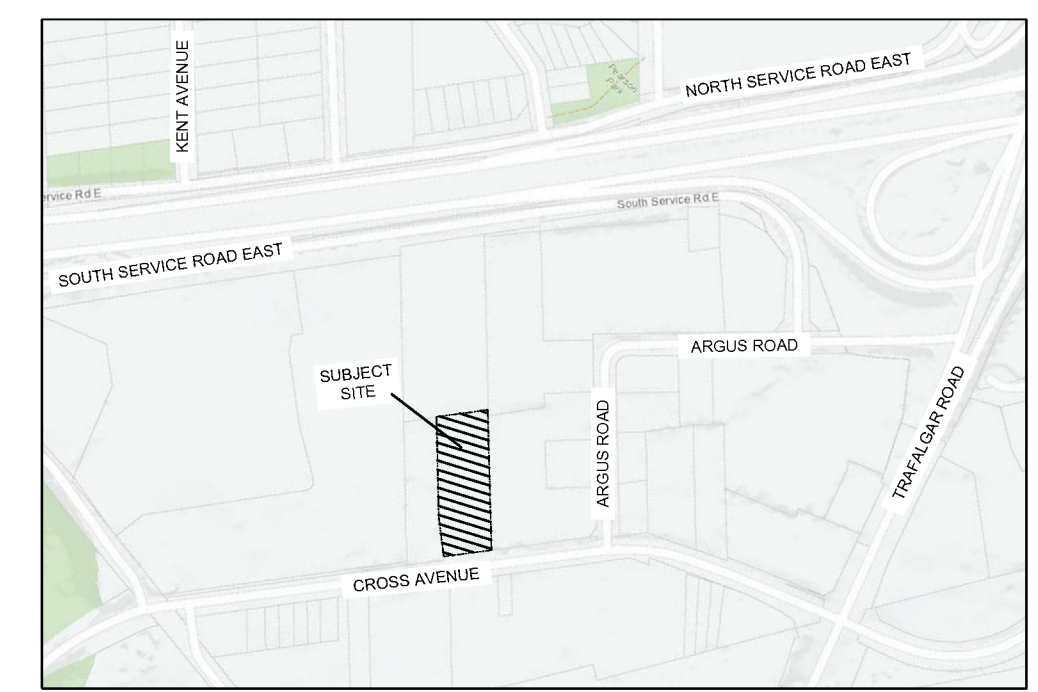 KENT AVENUE
Pearson
Park
NORTH SERVICE ROAD EAST
ervice Rd E
South Service Rd E
SOUTH SERVICE ROAD EAST
ARGUS ROAD
SUBJECT
SITE
ARGUS ROAD
TRAFALGAR ROAD
CROSS AVENUE